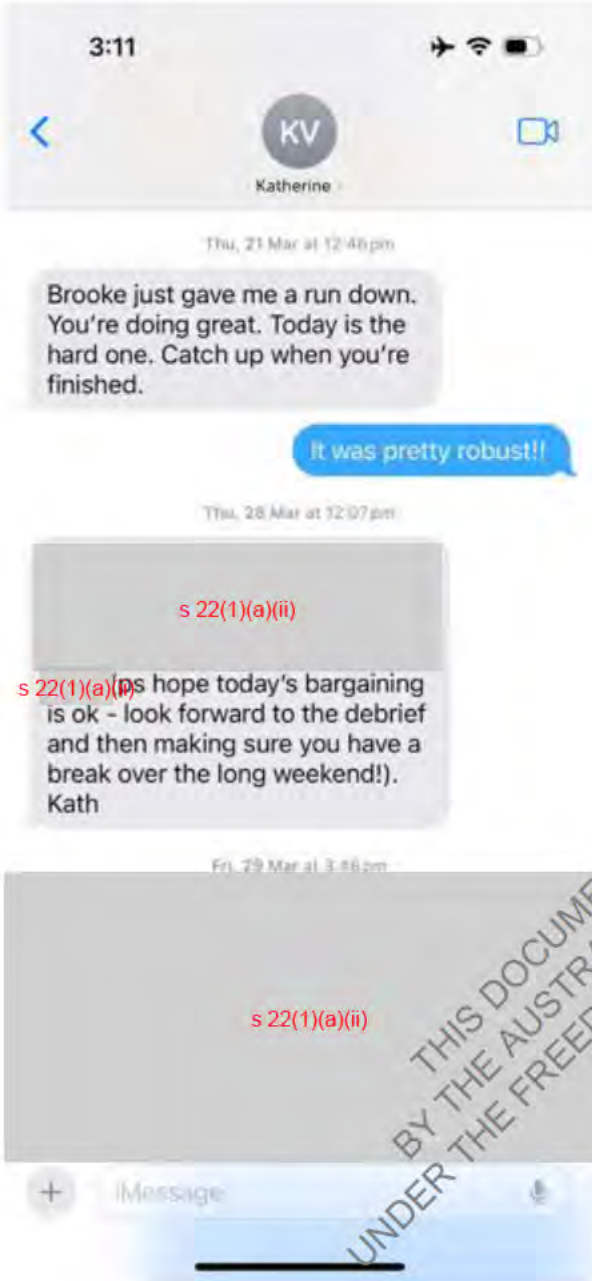 3:11
KV
Katherine
Thu, 21 Mar at 12:46 pm
Brooke just gave me a run down.
You're doing great. Today is the
hard one. Catch up when you're
finished.
It was pretty robust!!
Thu, 28 Mar at 12:07 pm
s 22(1)(a)(ii)
s 22(1)(a)(ii) (ps hope today's bargaining
is ok - look forward to the debrief
and then making sure you have a
break over the long weekend!).
Kath
Fri, 29 Mar at 3:46 pm
s 22(1)(a)(ii)
THIS
BY THE
UNDER THE
iMessage